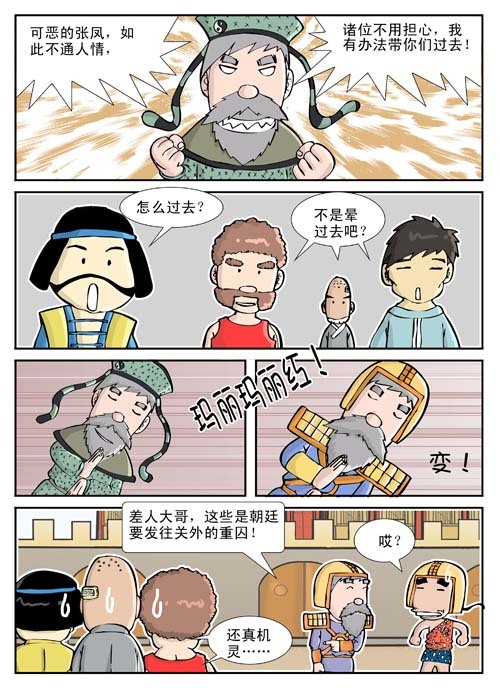 可恶的张凤，如
此不通人情，
诸位不用担心，我
有办法带你们过去！
怎么过去？
不是晕
过去吧？
玛丽玛丽红！
变！
差人大哥，这些是朝廷
要发往关外的重囚！
哎？
还真机
灵……